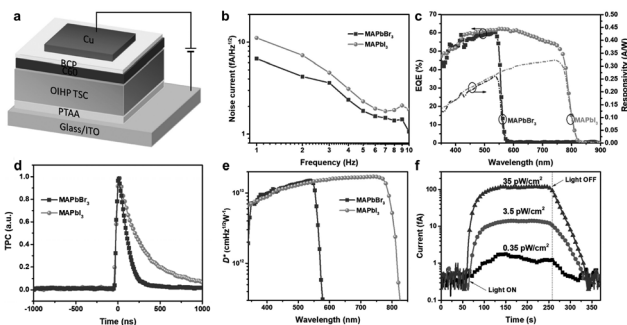 a
Cu
BCP
C60
OIHP TSC
PTAA
Glass/ITO
b
Noise current (fA/Hz^1/2)
10
1
MAPbBr3
MAPbI3
1 2 3 4 5 6 7 8 9 10
Frequency (Hz)
c
EQE (%)
80
70
60
50
40
30
20
10
0
MAPbBr3
MAPbI3
0.50
0.45
0.40
0.35
0.30
0.25
0.20
0.15
0.10
0.05
0.00
Responsivity (A/W)
400 500 600 700 800 900
Wavelength (nm)
d
TPC (a.u.)
1.0
0.8
0.6
0.4
0.2
0.0
MAPbBr3
MAPbI3
-1000 -500 0 500 1000
Time (ns)
e
D* (cmHz^1/2W^-1)
MAPbBr3
MAPbI3
400 500 600 700 800
Wavelength (nm)
f
Current (fA)
100
10
1
0.1
35 pW/cm2
3.5 pW/cm2
0.35 pW/cm2
Light OFF
Light ON
0 50 100 150 200 250 300 350
Time (s)